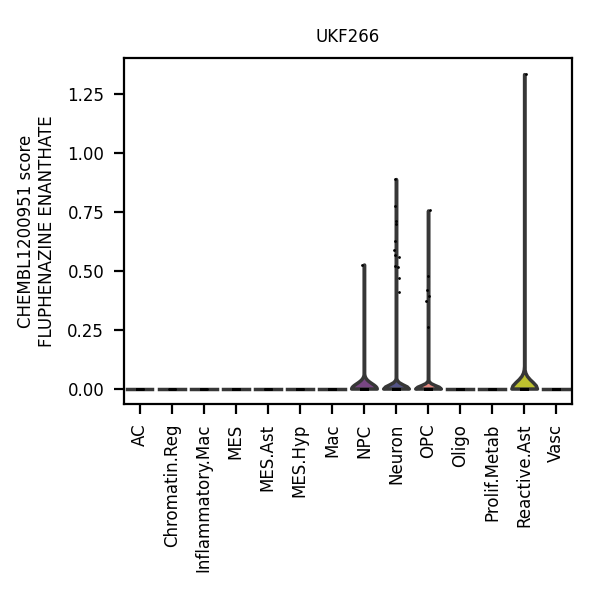 UKF266
CHEMBL1200951 score
FLUPHENAZINE ENANTHATE
1.25
1.00
0.75
0.50
0.25
0.00
AC
Chromatin.Reg
Inflammatory.Mac
MES
MES.Ast
MES.Hyp
Mac
NPC
Neuron
OPC
Oligo
Prolif.Metab
Reactive.Ast
Vasc